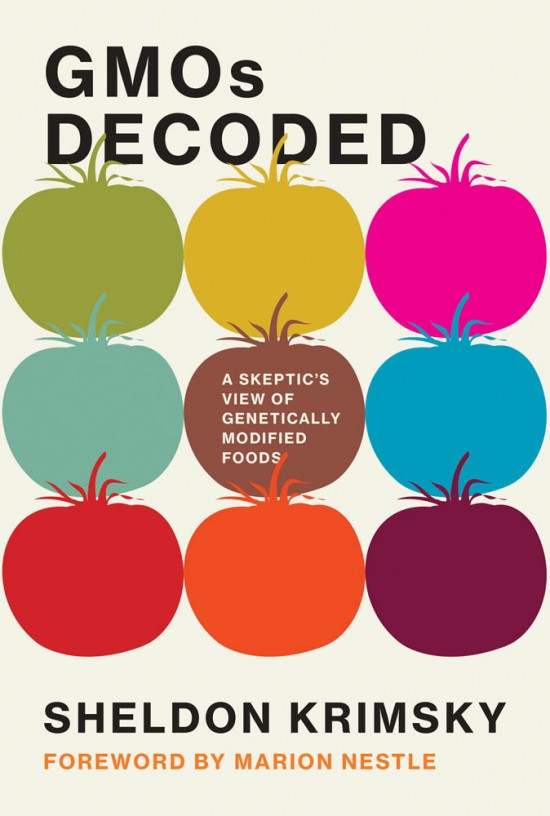 GMOs
DECODED
A SKEPTIC'S
VIEW OF
GENETICALLY
MODIFIED
FOODS
SHELDON KRIMSKY
FOREWORD BY MARION NESTLE